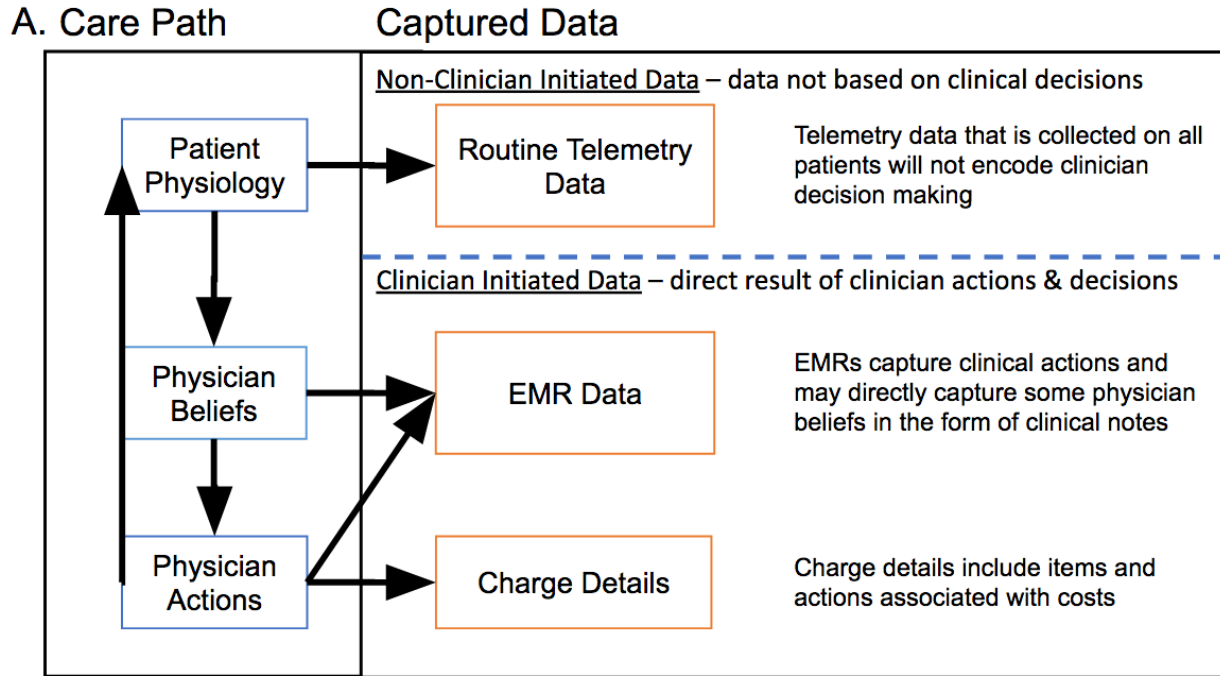 A. Care Path
Captured Data
Non-Clinician Initiated Data – data not based on clinical decisions
Patient
Physiology
Routine Telemetry
Data
Telemetry data that is collected on all
patients will not encode clinician
decision making
Clinician Initiated Data – direct result of clinician actions & decisions
Physician
Beliefs
EMR Data
EMRs capture clinical actions and
may directly capture some physician
beliefs in the form of clinical notes
Physician
Actions
Charge Details
Charge details include items and
actions associated with costs